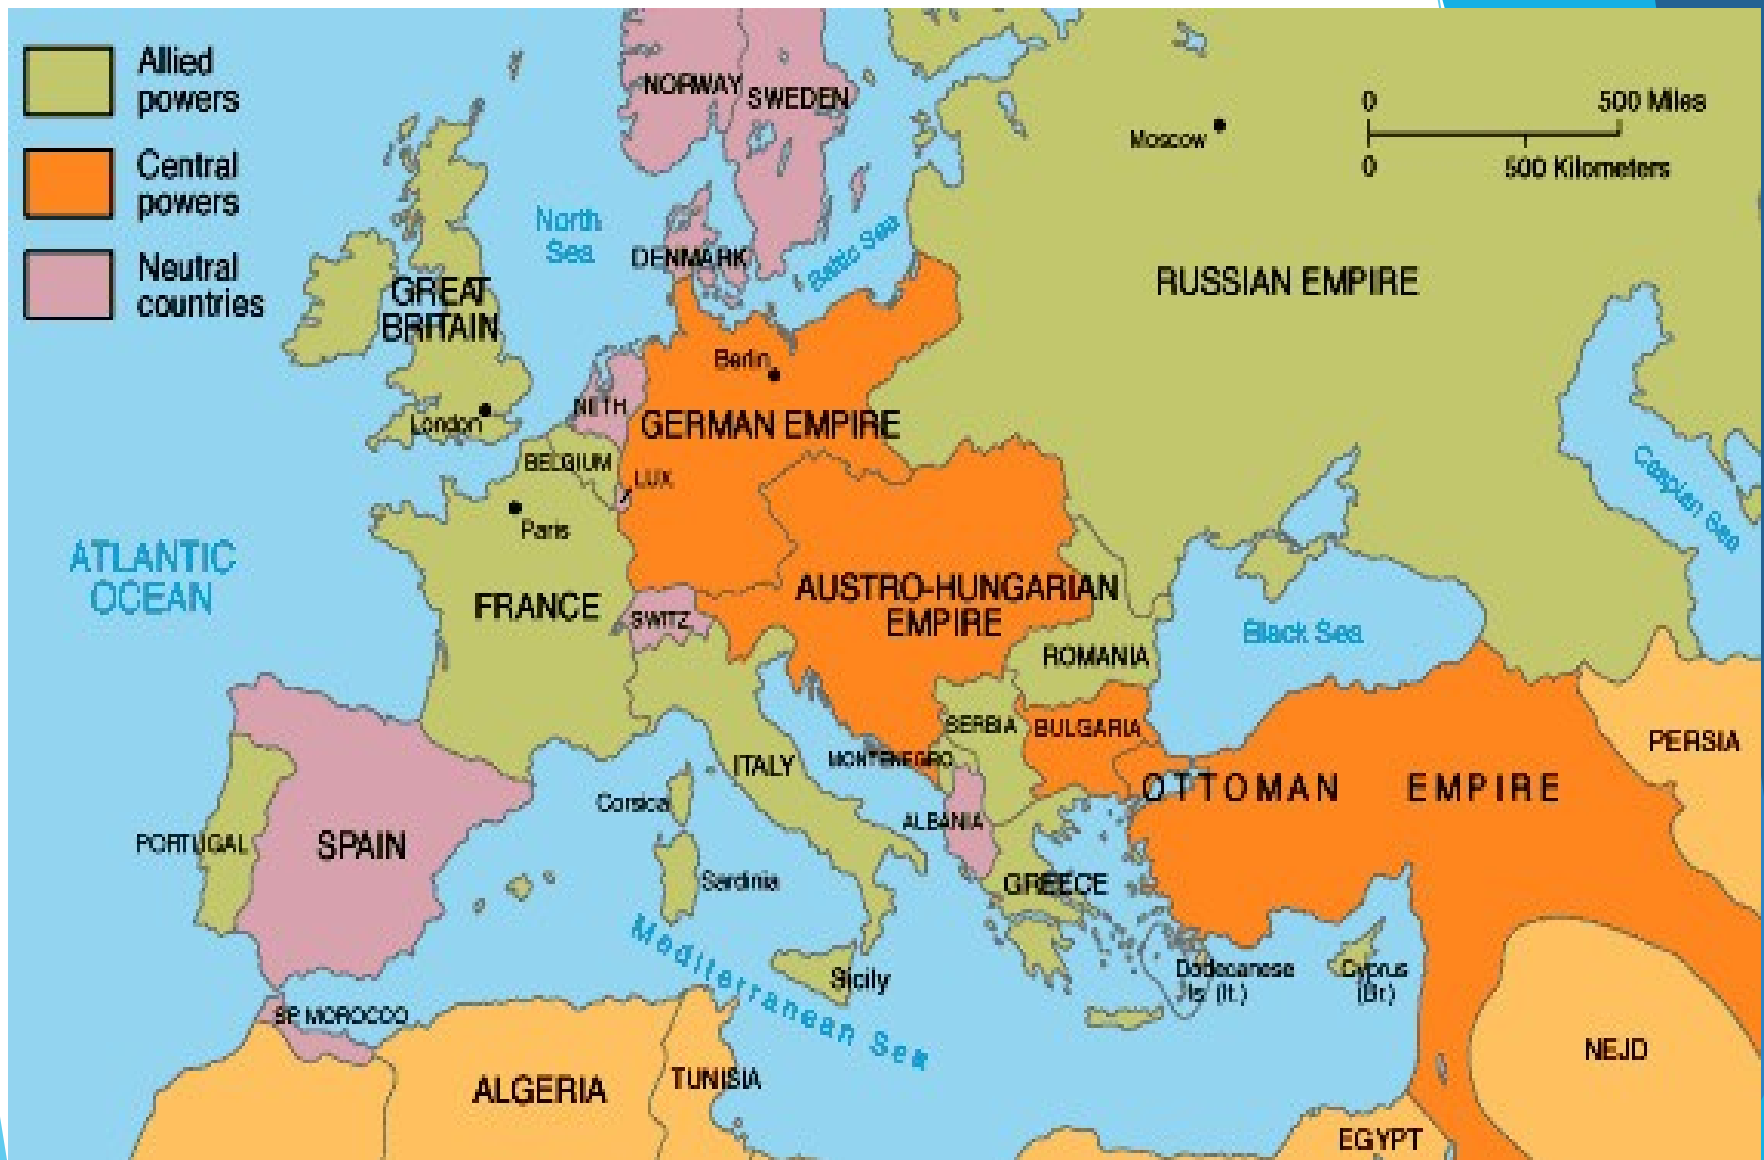 Allied
powers
Central
powers
Neutral
countries
NORWAY
SWEDEN
0
500 Miles
0
500 Kilometers
Moscow
North
Sea
DENMARK
Baltic Sea
RUSSIAN EMPIRE
GREAT
BRITAIN
Berlin
NETH
London
GERMAN EMPIRE
BELGIUM
LUX
Paris
Caspian Sea
ATLANTIC
OCEAN
FRANCE
SWITZ
AUSTRO-HUNGARIAN
EMPIRE
Black Sea
ROMANIA
SERBIA
BULGARIA
PERSIA
MONTENEGRO
ITALY
OTTOMAN EMPIRE
Corsica
ALBANIA
PORTUGAL
SPAIN
Sardinia
GREECE
Mediterranean Sea
Sicily
Dodecanese
Is. (It.)
Cyprus
(Br.)
SP. MOROCCO
NEJD
ALGERIA
TUNISIA
EGYPT